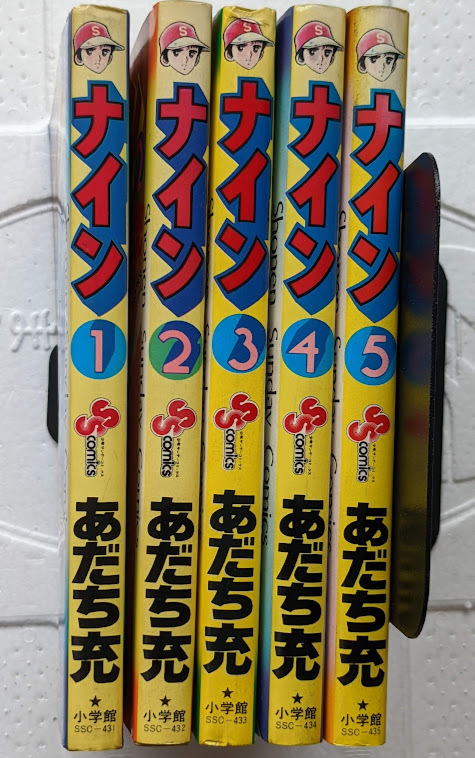 S
ナイン
1
SS
comics
あだち充
★
小学館
SSC-431
S
ナイン
2
SS
comics
あだち充
★
小学館
SSC-432
S
ナイン
3
SS
comics
あだち充
★
小学館
SSC-433
S
ナイン
4
SS
comics
あだち充
★
小学館
SSC-434
S
ナイン
5
SS
comics
あだち充
★
小学館
SSC-435
Shonen Sunday Comics